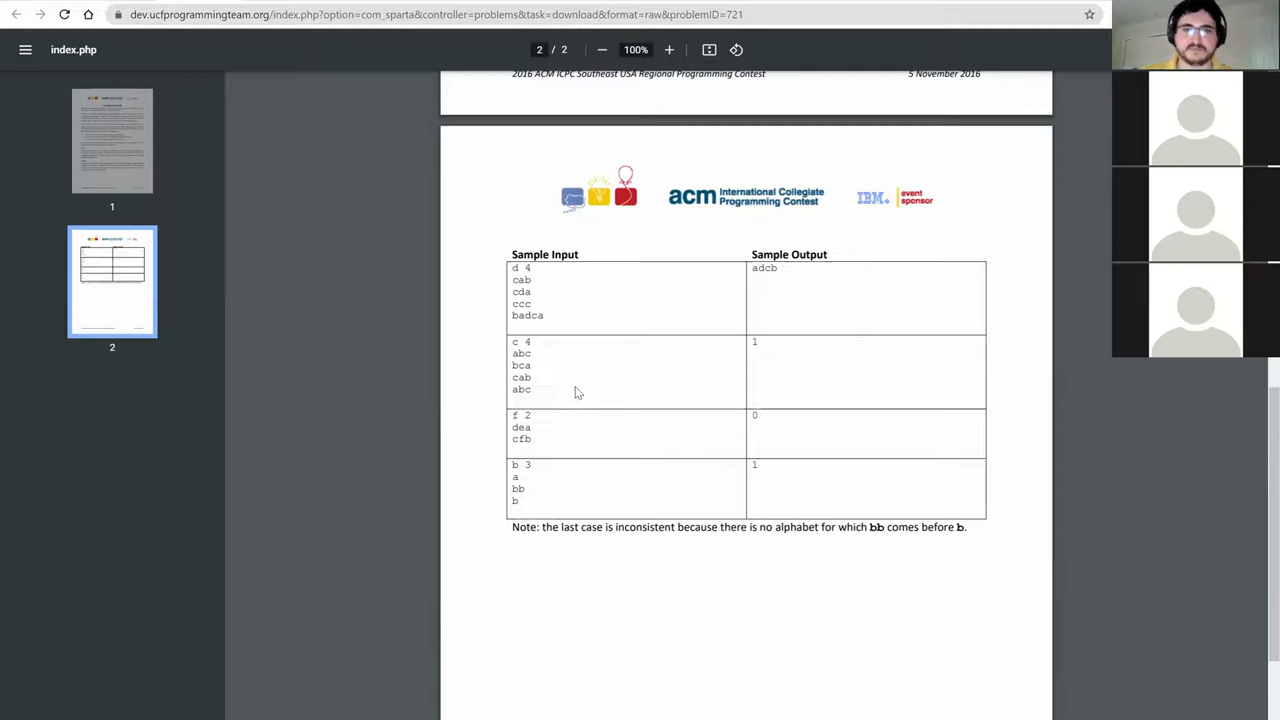 dev.ucfprogrammingteam.org/index.php?option=com_sparta&controller=problems&task=download&format=raw&problemID=721
index.php
2 / 2
100%
2016 ACM ICPC Southeast USA Regional Programming Contest
5 November 2016
acm International Collegiate
Programming Contest
IBM.
event
sponsor
1
2
Sample Input
Sample Output
d 4
cab
cda
ccc
badca
adcb
c 4
abc
bca
cab
abc
1
f 2
dea
cfb
0
b 3
a
bb
b
1
Note: the last case is inconsistent because there is no alphabet for which bb comes before b.